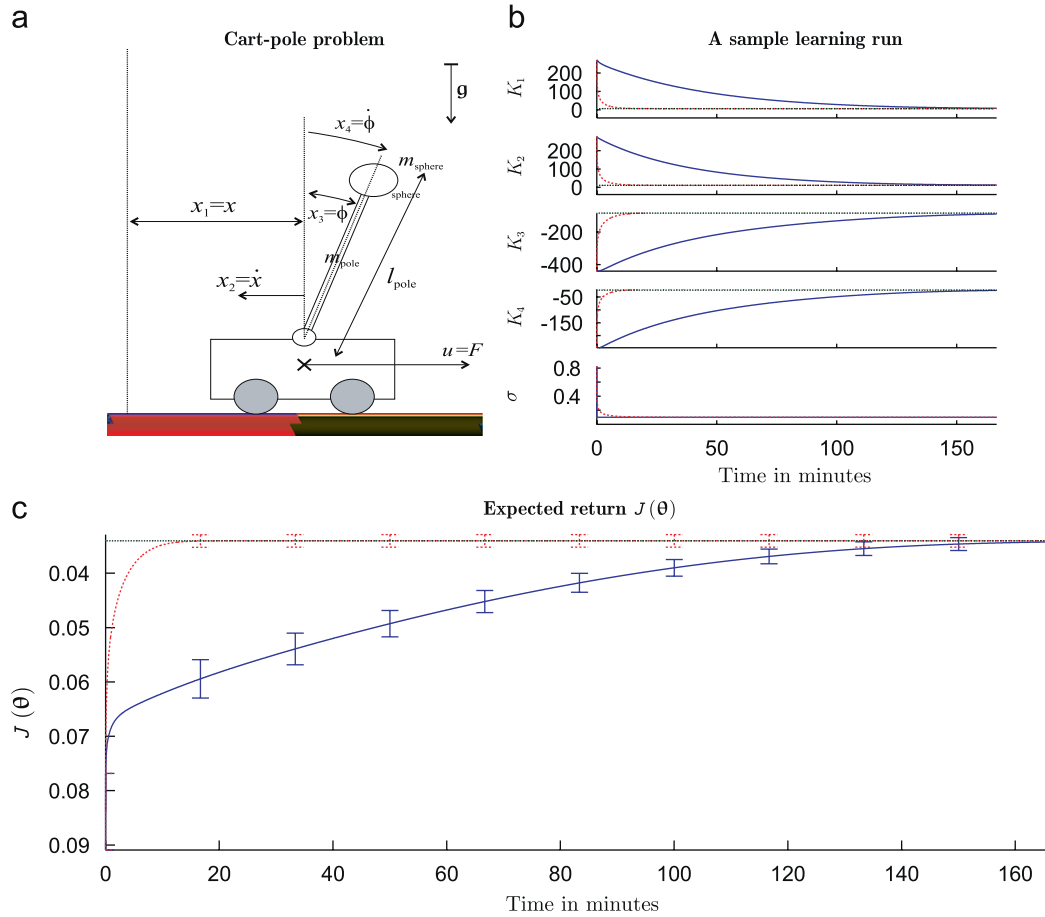 a
Cart-pole problem
g
x₄=ϕ̇
m_sphere
sphere
x₁=x
x₃=ϕ
m_pole
l_pole
x₂=ẋ
u=F
b
A sample learning run
K₁
200
100
0
K₂
200
100
0
K₃
-200
-400
K₄
-50
-150
σ
0.8
0.4
0
50
100
150
Time in minutes
c
Expected return J(θ)
J(θ)
0.04
0.05
0.06
0.07
0.08
0.09
0
20
40
60
80
100
120
140
160
Time in minutes